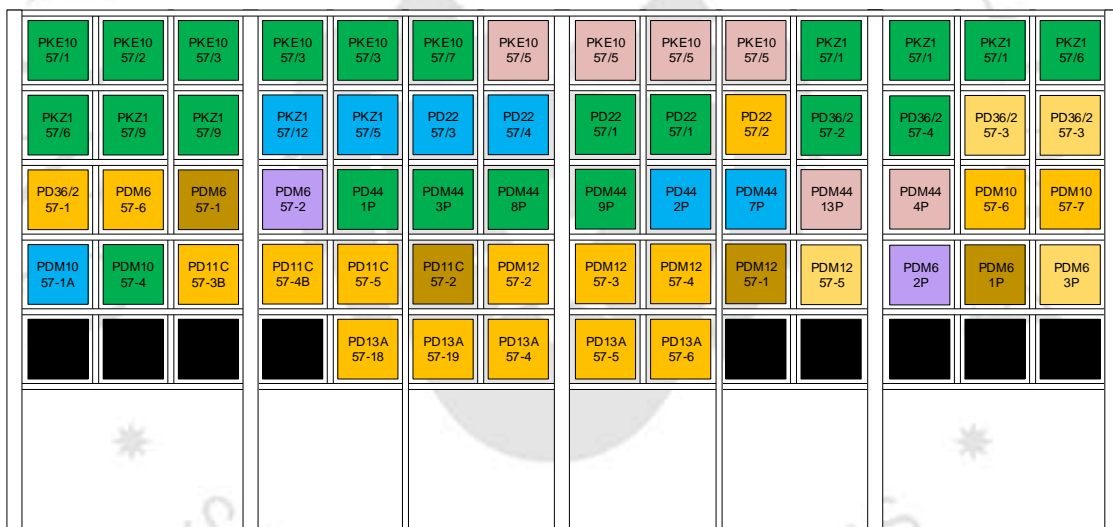 PKE10
57/1
PKE10
57/2
PKE10
57/3
PKE10
57/3
PKE10
57/3
PKE10
57/7
PKE10
57/5
PKE10
57/5
PKE10
57/5
PKE10
57/5
PKZ1
57/1
PKZ1
57/1
PKZ1
57/1
PKZ1
57/6
PKZ1
57/6
PKZ1
57/9
PKZ1
57/9
PKZ1
57/12
PKZ1
57/5
PD22
57/3
PD22
57/4
PD22
57/1
PD22
57/1
PD22
57/2
PD36/2
57-2
PD36/2
57-4
PD36/2
57-3
PD36/2
57-3
PD36/2
57-1
PDM6
57-6
PDM6
57-1
PDM6
57-2
PD44
1P
PDM44
3P
PDM44
8P
PDM44
9P
PD44
2P
PDM44
7P
PDM44
13P
PDM44
4P
PDM10
57-6
PDM10
57-7
PDM10
57-1A
PDM10
57-4
PD11C
57-3B
PD11C
57-4B
PD11C
57-5
PD11C
57-2
PDM12
57-2
PDM12
57-3
PDM12
57-4
PDM12
57-1
PDM12
57-5
PDM6
2P
PDM6
1P
PDM6
3P
PD13A
57-18
PD13A
57-19
PD13A
57-4
PD13A
57-5
PD13A
57-6